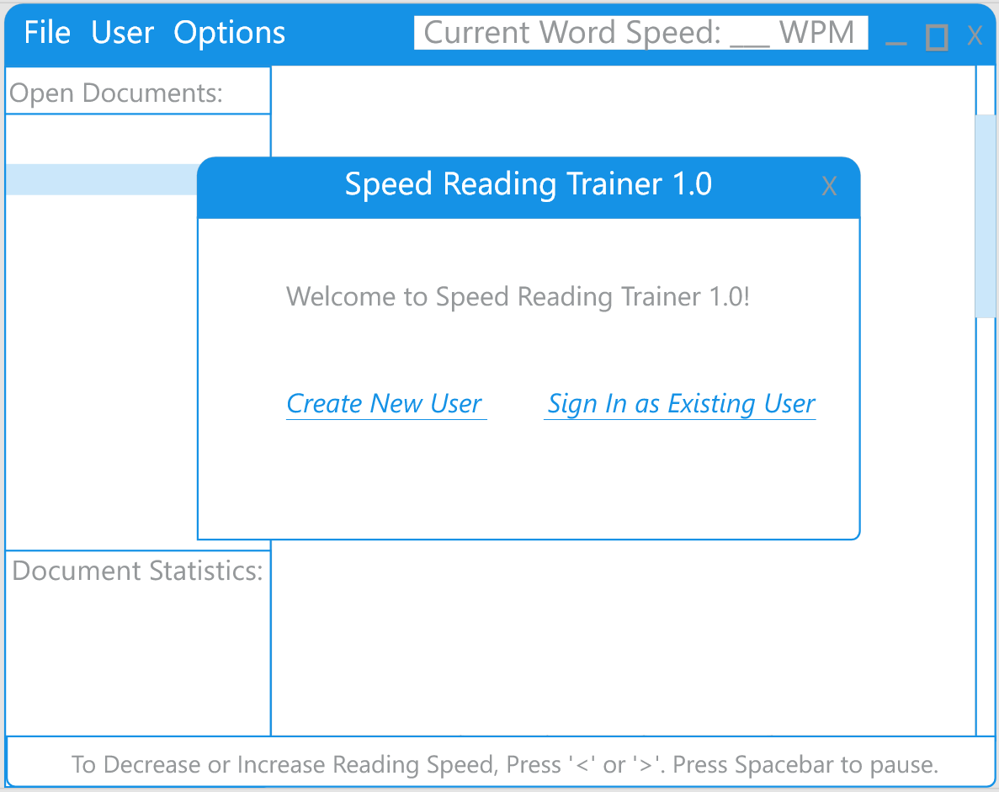 File User Options Current Word Speed: ___ WPM X
Open Documents:
Speed Reading Trainer 1.0 X
Welcome to Speed Reading Trainer 1.0!
Create New User Sign In as Existing User
Document Statistics:
To Decrease or Increase Reading Speed, Press '<' or '>'. Press Spacebar to pause.